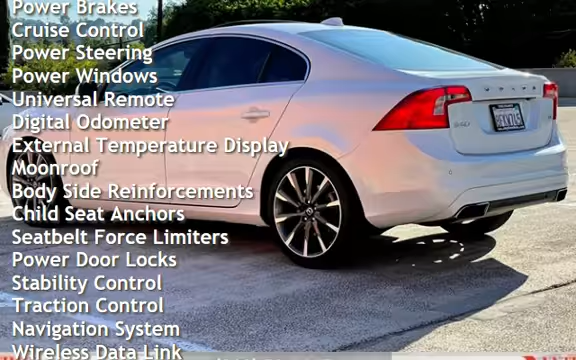 Power Brakes
Cruise Control
Power Steering
Power Windows
Universal Remote
Digital Odometer
External Temperature Display
Moonroof
Body Side Reinforcements
Child Seat Anchors
Seatbelt Force Limiters
Power Door Locks
Stability Control
Traction Control
Navigation System
Wireless Data Link
VOLVO
S60